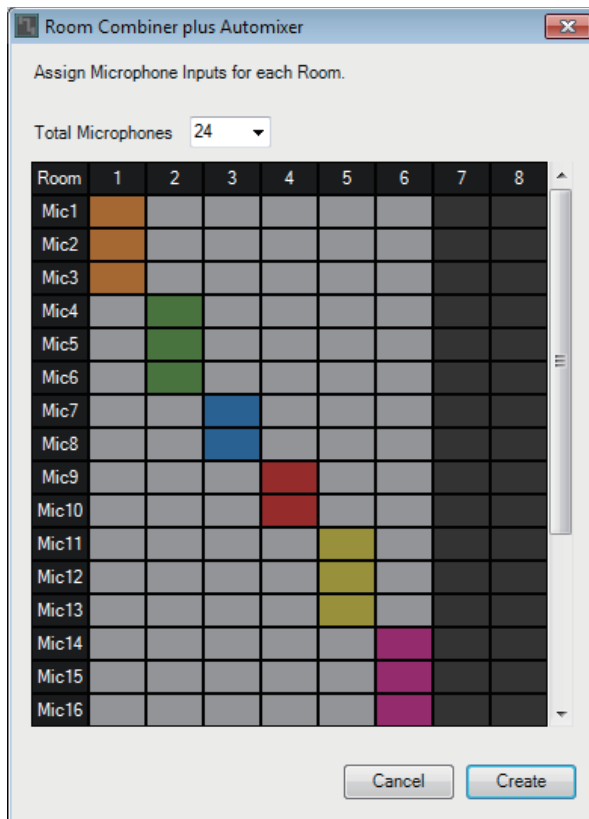 Room Combiner plus Automixer
Assign Microphone Inputs for each Room.
Total Microphones 24
Room 1 2 3 4 5 6 7 8
Mic1
Mic2
Mic3
Mic4
Mic5
Mic6
Mic7
Mic8
Mic9
Mic10
Mic11
Mic12
Mic13
Mic14
Mic15
Mic16
Cancel Create